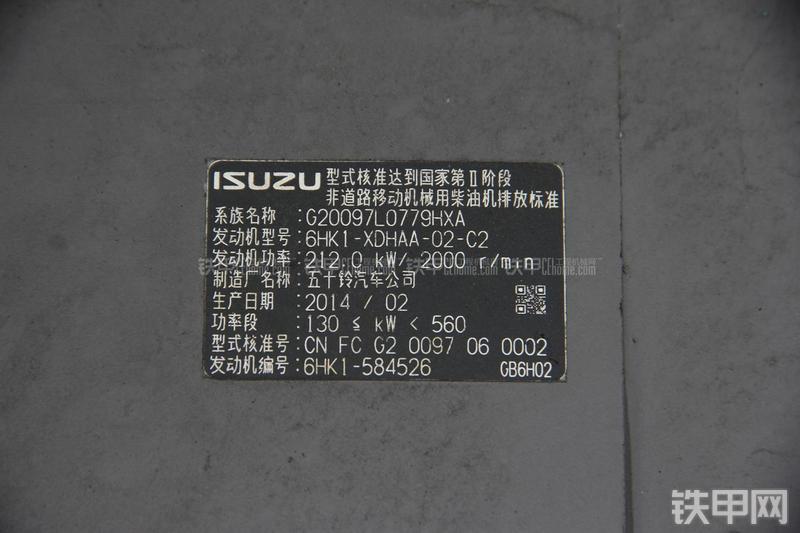 ISUZU 型式核准达到国家第Ⅱ阶段
非道路移动机械用柴油机排放标准
系族名称：G20097L0779HXA
发动机型号：6HK1-XDHAA-02-C2
发动机功率：212.0 kW/ 2000 r/min
制造厂名称：五十铃汽车公司
生产日期：2014 / 02
功率段：130 ≤ kW < 560
型式核准号：CN FC G2 0097 06 0002
发动机编号：6HK1-584526 GB6H02
铁甲网